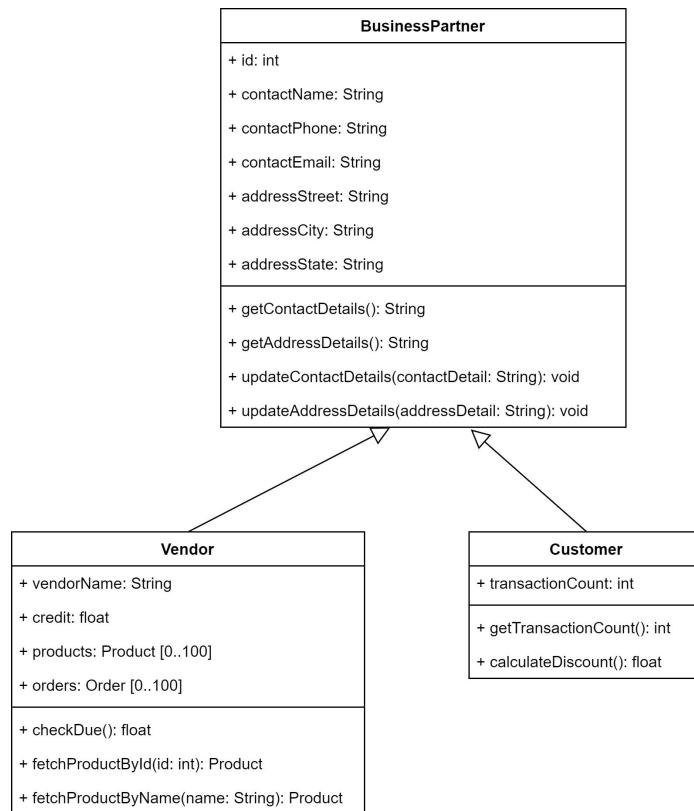 BusinessPartner
+ id: int
+ contactName: String
+ contactPhone: String
+ contactEmail: String
+ addressStreet: String
+ addressCity: String
+ addressState: String
+ getContactDetails(): String
+ getAddressDetails(): String
+ updateContactDetails(contactDetail: String): void
+ updateAddressDetails(addressDetail: String): void
Vendor
+ vendorName: String
+ credit: float
+ products: Product [0..100]
+ orders: Order [0..100]
+ checkDue(): float
+ fetchProductById(id: int): Product
+ fetchProductByName(name: String): Product
Customer
+ transactionCount: int
+ getTransactionCount(): int
+ calculateDiscount(): float